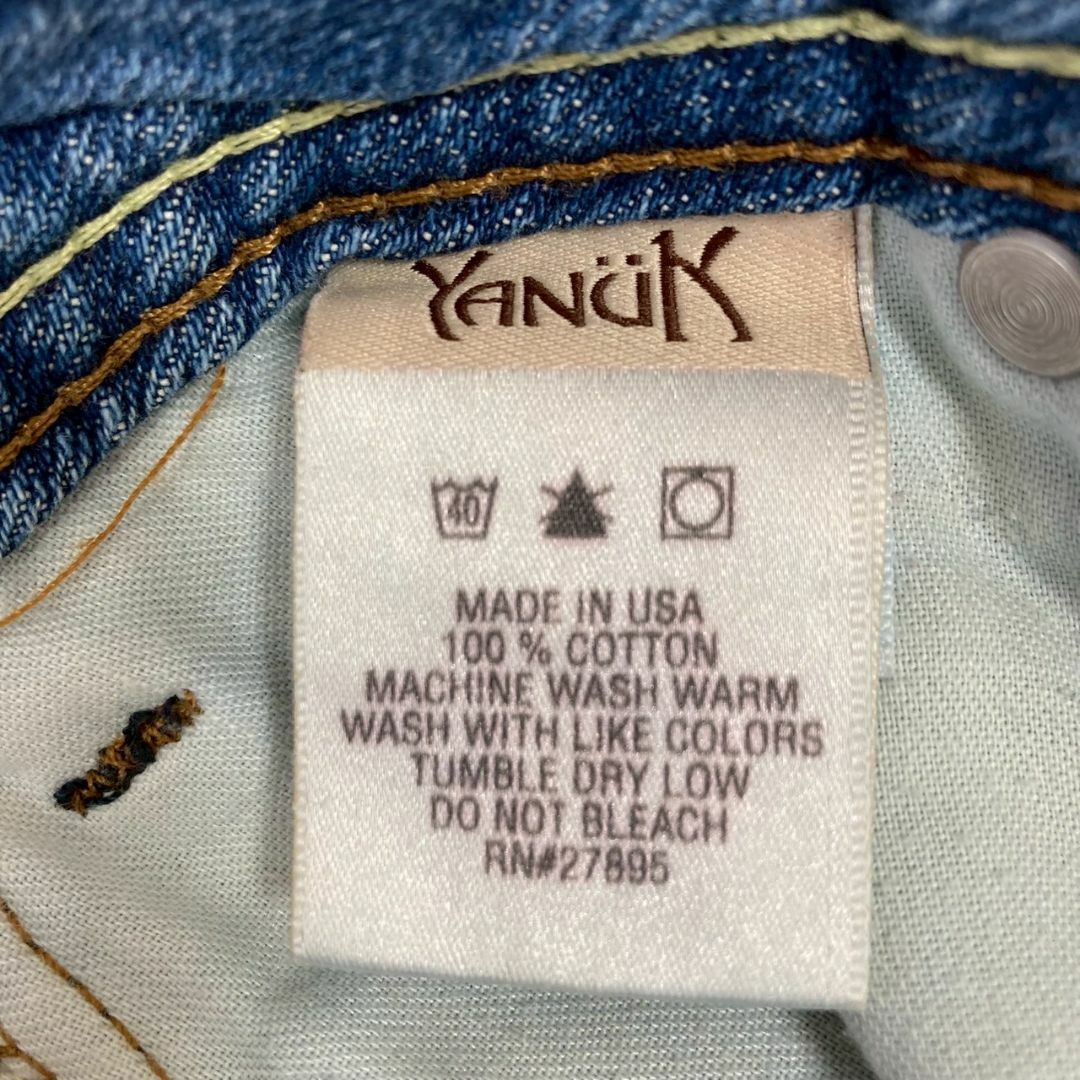 YANÜK
40
MADE IN USA
100 % COTTON
MACHINE WASH WARM
WASH WITH LIKE COLORS
TUMBLE DRY LOW
DO NOT BLEACH
RN#27895